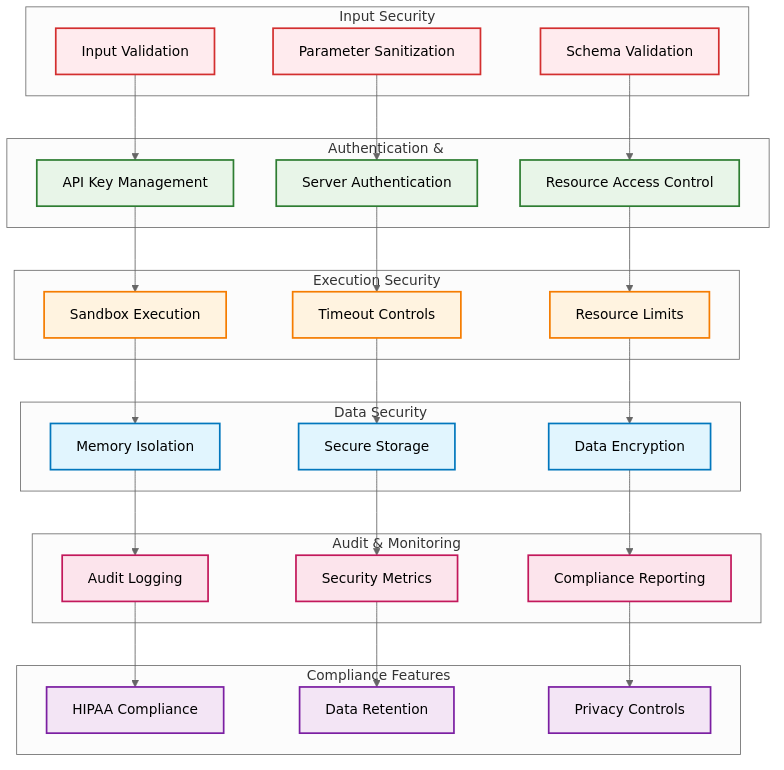 Input Security
Input Validation
Parameter Sanitization
Schema Validation
Authentication &
API Key Management
Server Authentication
Resource Access Control
Execution Security
Sandbox Execution
Timeout Controls
Resource Limits
Data Security
Memory Isolation
Secure Storage
Data Encryption
Audit & Monitoring
Audit Logging
Security Metrics
Compliance Reporting
Compliance Features
HIPAA Compliance
Data Retention
Privacy Controls